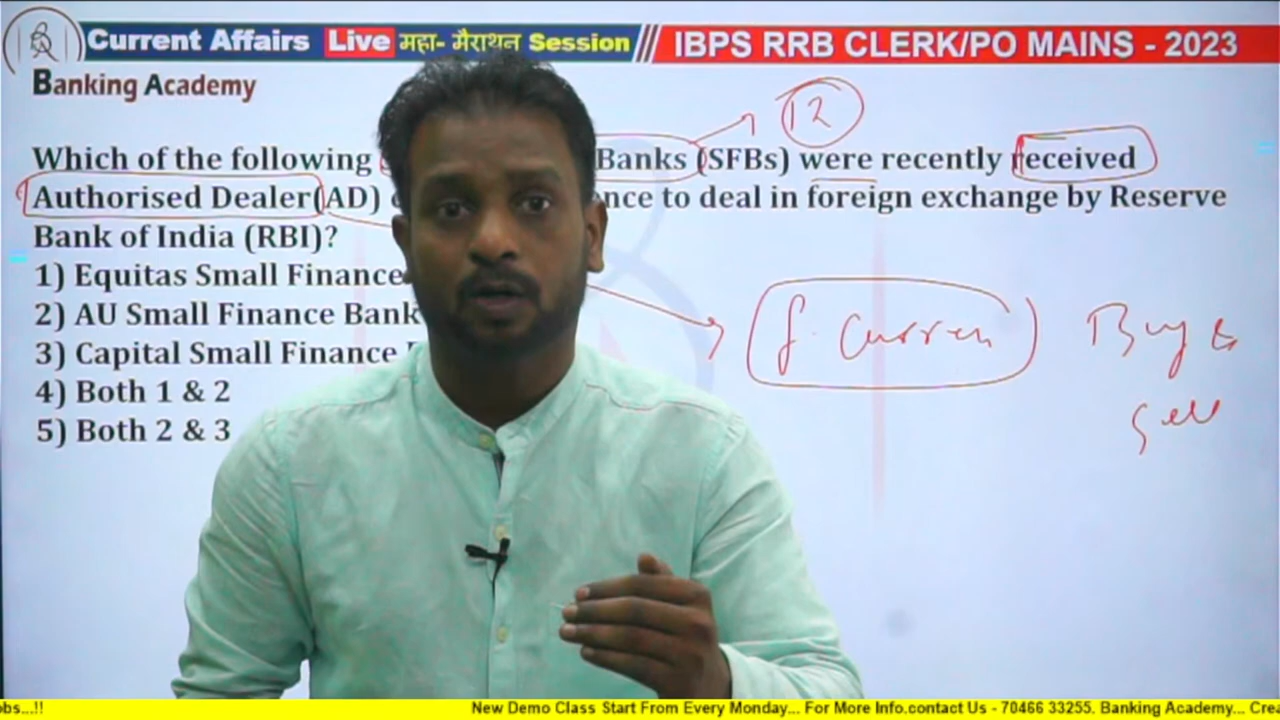 Current Affairs Live महा- मैराथन Session IBPS RRB CLERK/PO MAINS - 2023
Banking Academy
12
Which of the following Banks (SFBs) were recently received
Authorised Dealer(AD) nce to deal in foreign exchange by Reserve
Bank of India (RBI)?
1) Equitas Small Finance
2) AU Small Finance Bank
3) Capital Small Finance
4) Both 1 & 2
5) Both 2 & 3
f. Curren Buy &
Sell
obs...!! New Demo Class Start From Every Monday... For More Info.contact Us - 70466 33255. Banking Academy... Crea